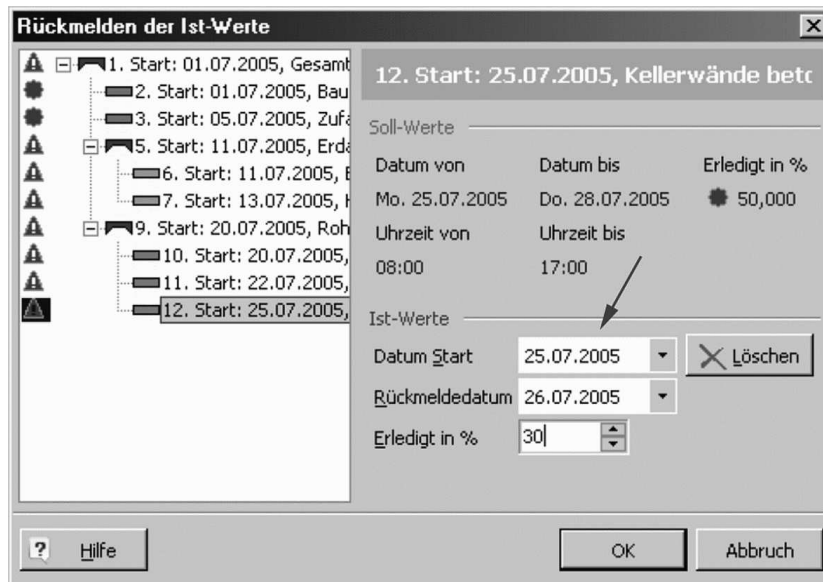 Rückmelden der Ist-Werte
1. Start: 01.07.2005, Gesamt
2. Start: 01.07.2005, Bau
3. Start: 05.07.2005, Zufa
5. Start: 11.07.2005, Erda
6. Start: 11.07.2005,
7. Start: 13.07.2005,
9. Start: 20.07.2005, Roh
10. Start: 20.07.2005,
11. Start: 22.07.2005,
12. Start: 25.07.2005,
12. Start: 25.07.2005, Kellerwände beto
Soll-Werte
Datum von Datum bis Erledigt in %
Mo. 25.07.2005 Do. 28.07.2005 50,000
Uhrzeit von Uhrzeit bis
08:00 17:00
Ist-Werte
Datum Start 25.07.2005 Löschen
Rückmeldedatum 26.07.2005
Erledigt in % 30
? Hilfe OK Abbruch